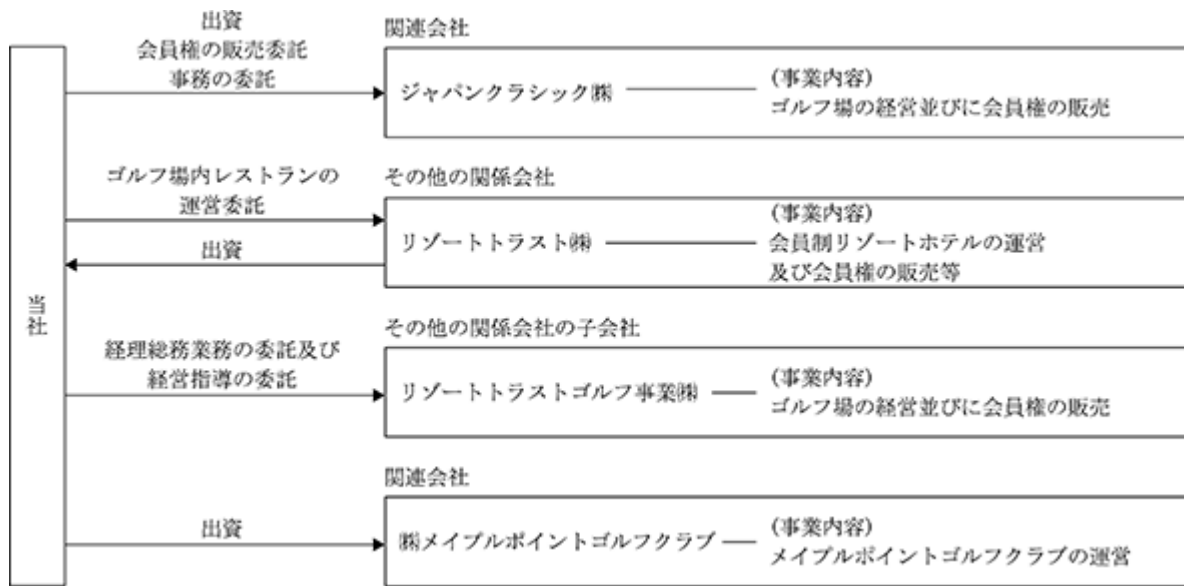 出資
会員権の販売委託
事務の委託
関連会社
ジャパンクラシック㈱
(事業内容)
ゴルフ場の経営並びに会員権の販売
ゴルフ場内レストランの
運営委託
出資
その他の関係会社
リゾートトラスト㈱
(事業内容)
会員制リゾートホテルの運営
及び会員権の販売等
当社
経理総務業務の委託及び
経営指導の委託
その他の関係会社の子会社
リゾートトラストゴルフ事業㈱
(事業内容)
ゴルフ場の経営並びに会員権の販売
出資
関連会社
㈱メイプルポイントゴルフクラブ
(事業内容)
メイプルポイントゴルフクラブの運営